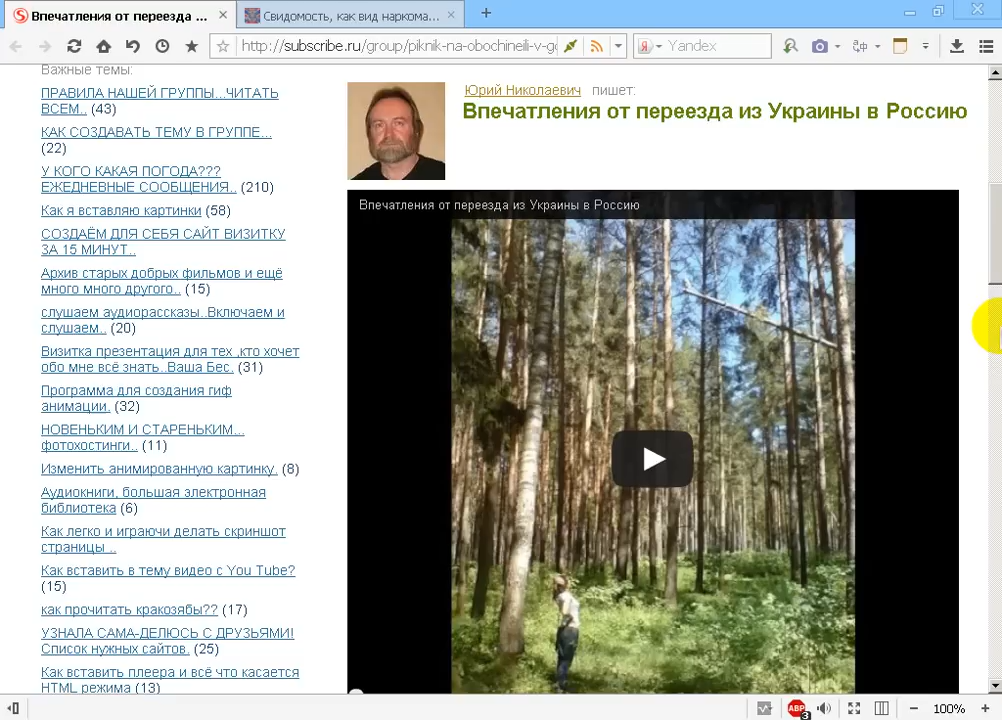 Впечатления от переезда ...
Свидомость, как вид наркома...
http://subscribe.ru/group/piknik-na-obochineili-v-go
Yandex
Важные темы:
ПРАВИЛА НАШЕЙ ГРУППЫ...ЧИТАТЬ
ВСЕМ.. (43)
КАК СОЗДАВАТЬ ТЕМУ В ГРУППЕ...
(22)
У КОГО КАКАЯ ПОГОДА???
ЕЖЕДНЕВНЫЕ СООБЩЕНИЯ.. (210)
Как я вставляю картинки (58)
СОЗДАЁМ ДЛЯ СЕБЯ САЙТ ВИЗИТКУ
ЗА 15 МИНУТ..
Архив старых добрых фильмов и ещё
много много другого.. (15)
слушаем аудиорассказы..Включаем и
слушаем.. (20)
Визитка презентация для тех ,кто хочет
обо мне всё знать..Ваша Бес. (31)
Программа для создания гиф
анимации. (32)
НОВЕНЬКИМ И СТАРЕНЬКИМ...
фотохостинги.. (11)
Изменить анимированную картинку. (8)
Аудиокниги, большая электронная
библиотека (6)
Как легко и играючи делать скриншот
страницы ..
Как вставить в тему видео с You Tube?
(15)
как прочитать кракозябы?? (17)
УЗНАЛА САМА-ДЕЛЮСЬ С ДРУЗЬЯМИ!
Список нужных сайтов. (25)
Как вставить плеера и всё что касается
HTML режима (13)
Юрий Николаевич пишет:
Впечатления от переезда из Украины в Россию
Впечатления от переезда из Украины в Россию
ABP
3
100%